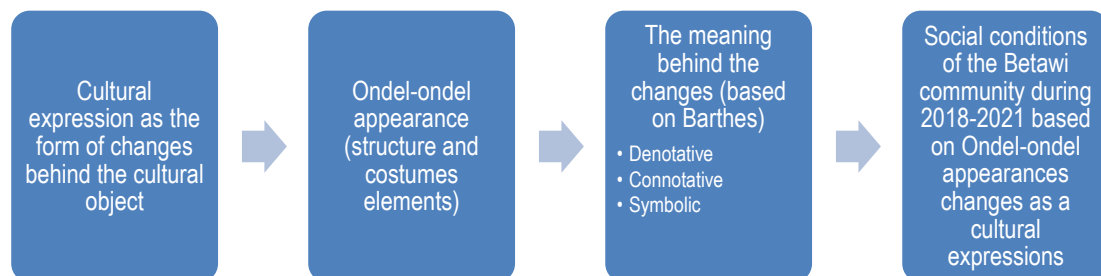 Cultural
expression as the
form of changes
behind the cultural
object
Ondel-ondel
appearance
(structure and
costumes
elements)
The meaning
behind the
changes (based
on Barthes)
• Denotative
• Connotative
• Symbolic
Social conditions
of the Betawi
community during
2018-2021 based
on Ondel-ondel
appearances
changes as a
cultural
expressions